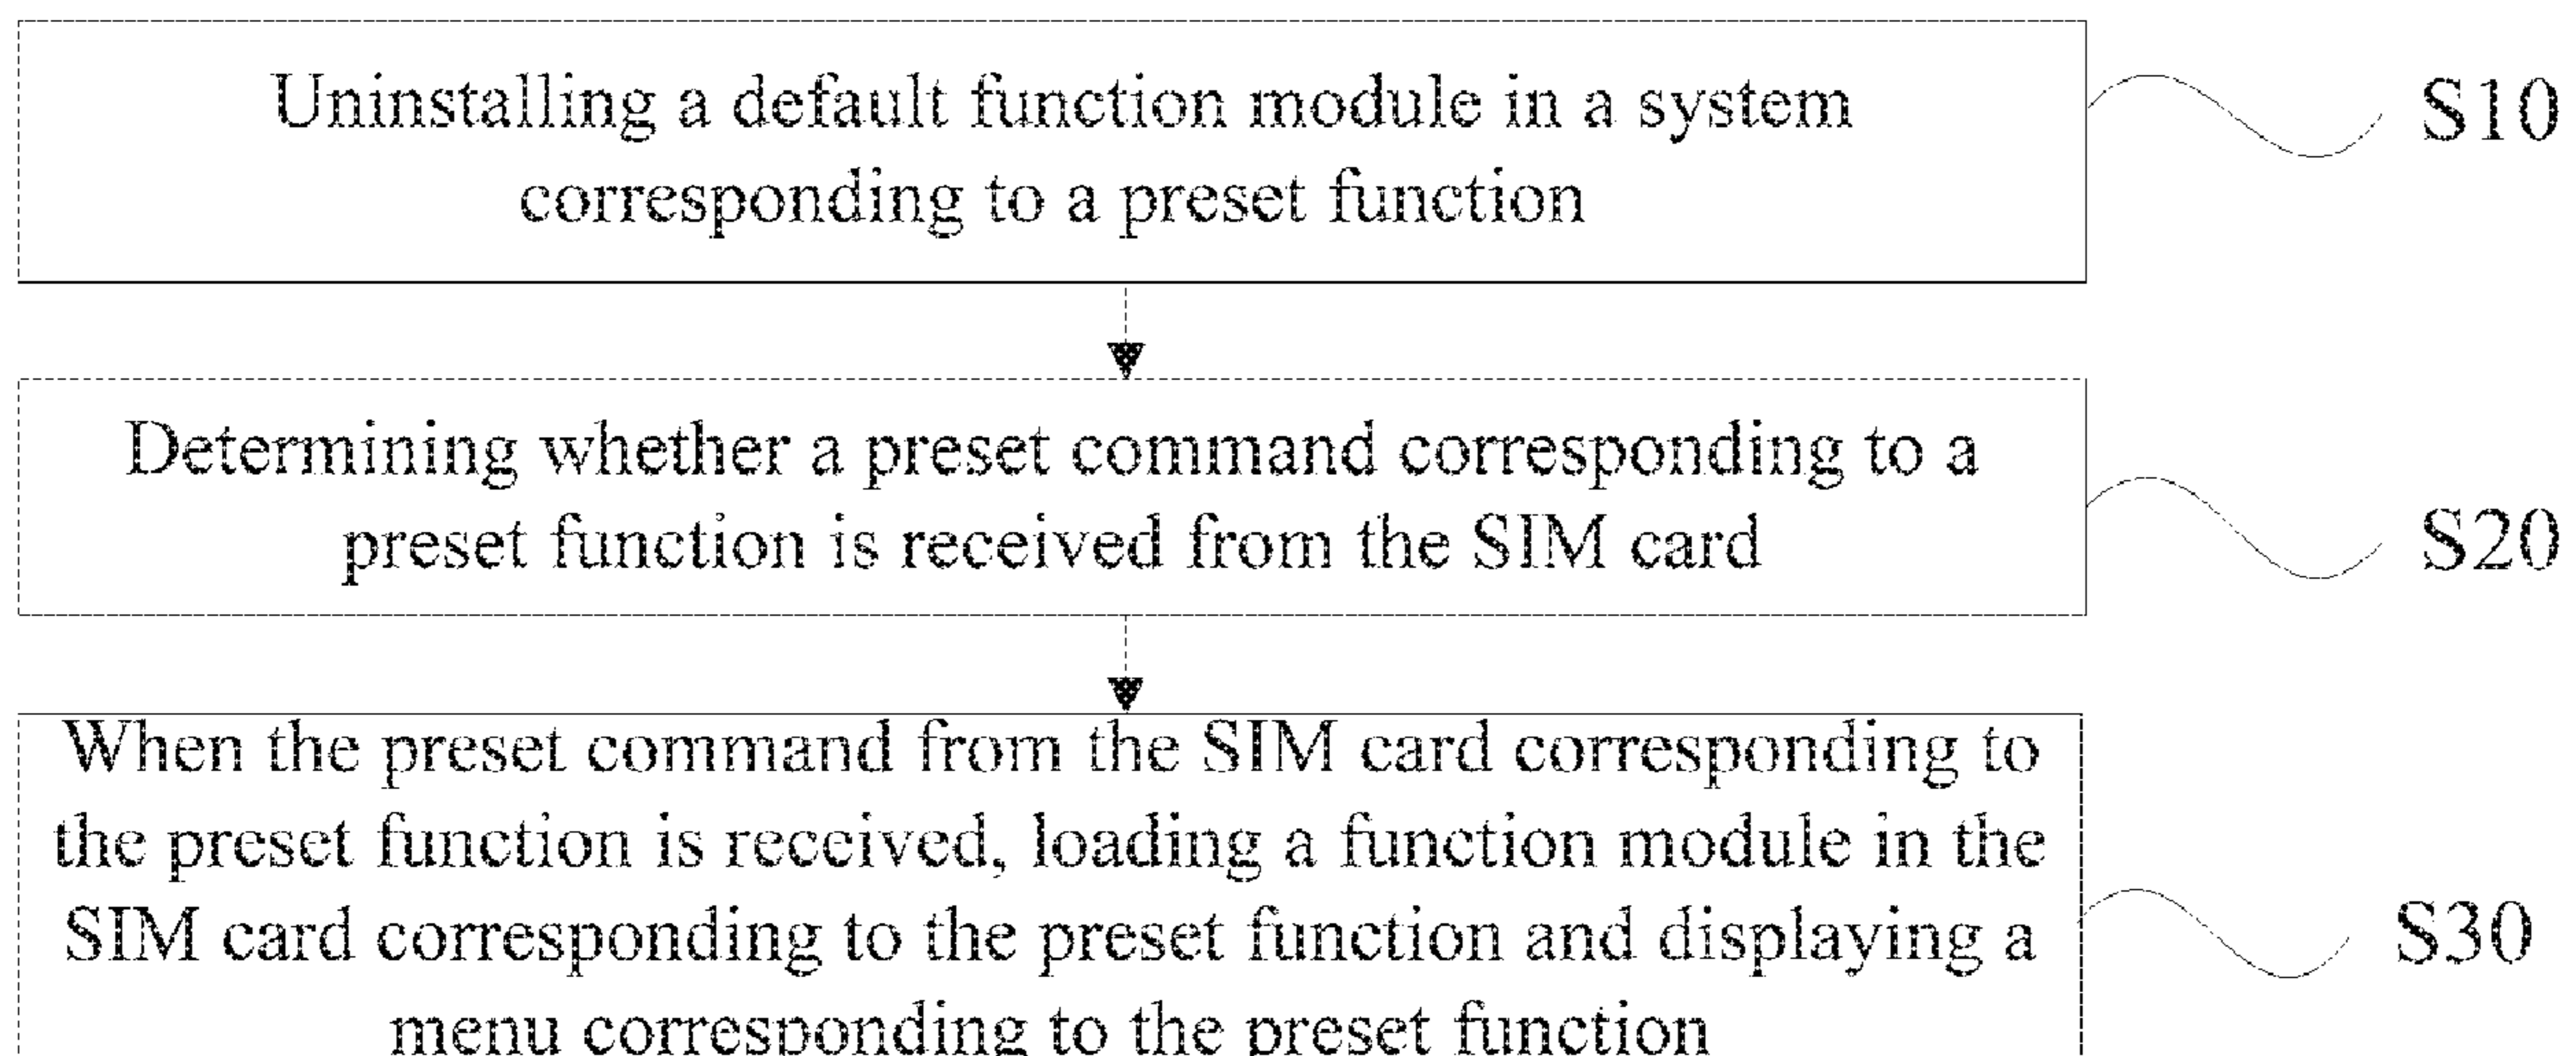 Uninstalling a default function module in a system
corresponding to a preset function
S10
Determining whether a preset command corresponding to a
preset function is received from the SIM card
S20
When the preset command from the SIM card corresponding to
the preset function is received, loading a function module in the
SIM card corresponding to the preset function and displaying a
menu corresponding to the preset function
S30